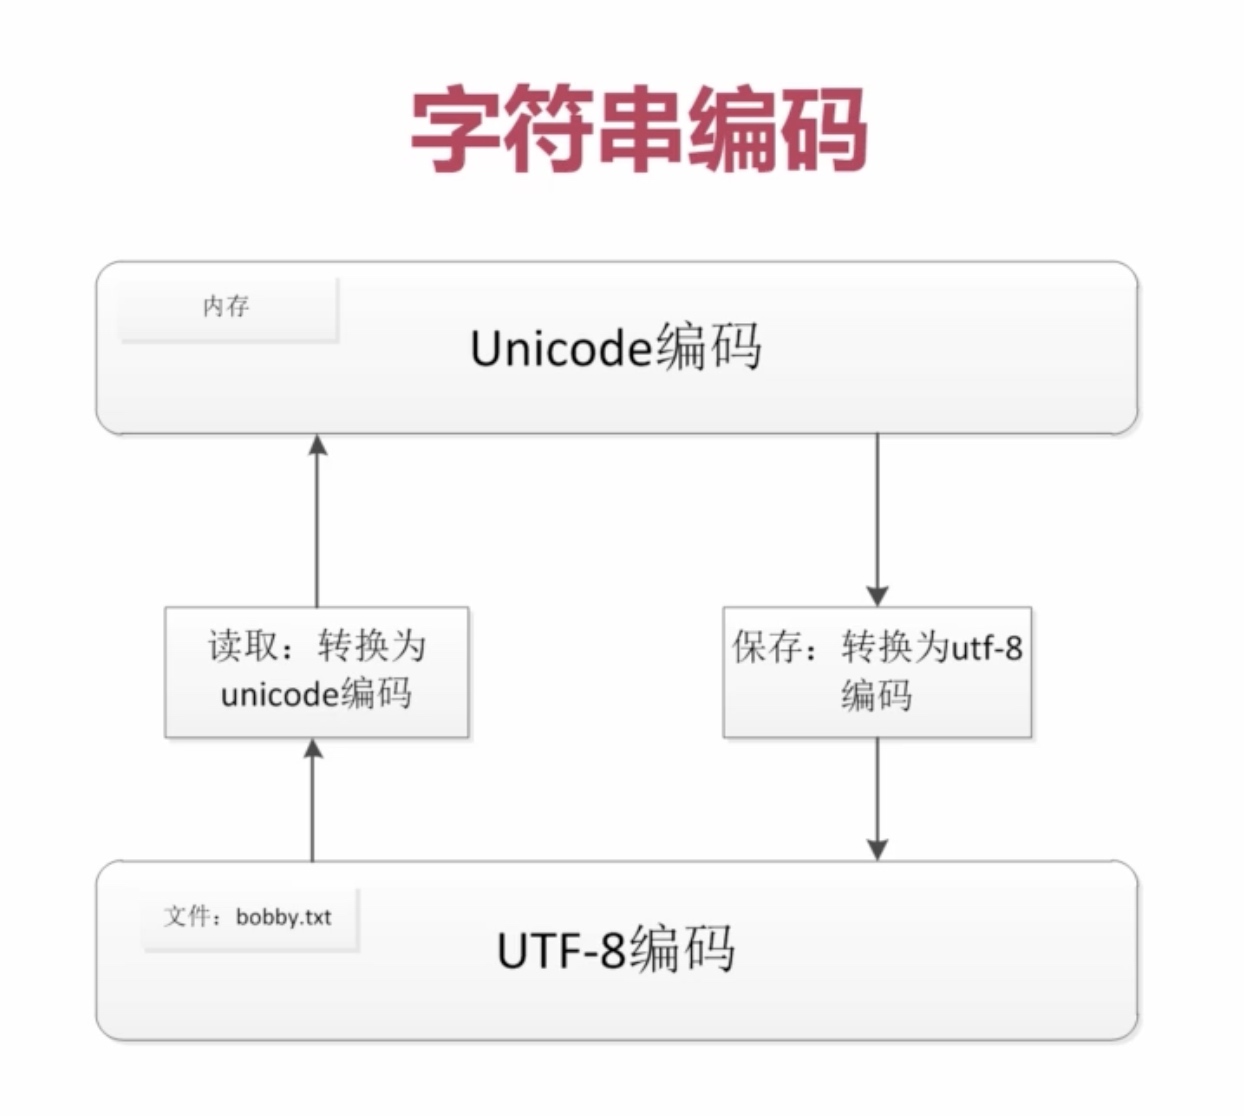 字符串编码
内存
Unicode编码
读取：转换为
unicode编码
保存：转换为utf-8
编码
文件：bobby.txt
UTF-8编码